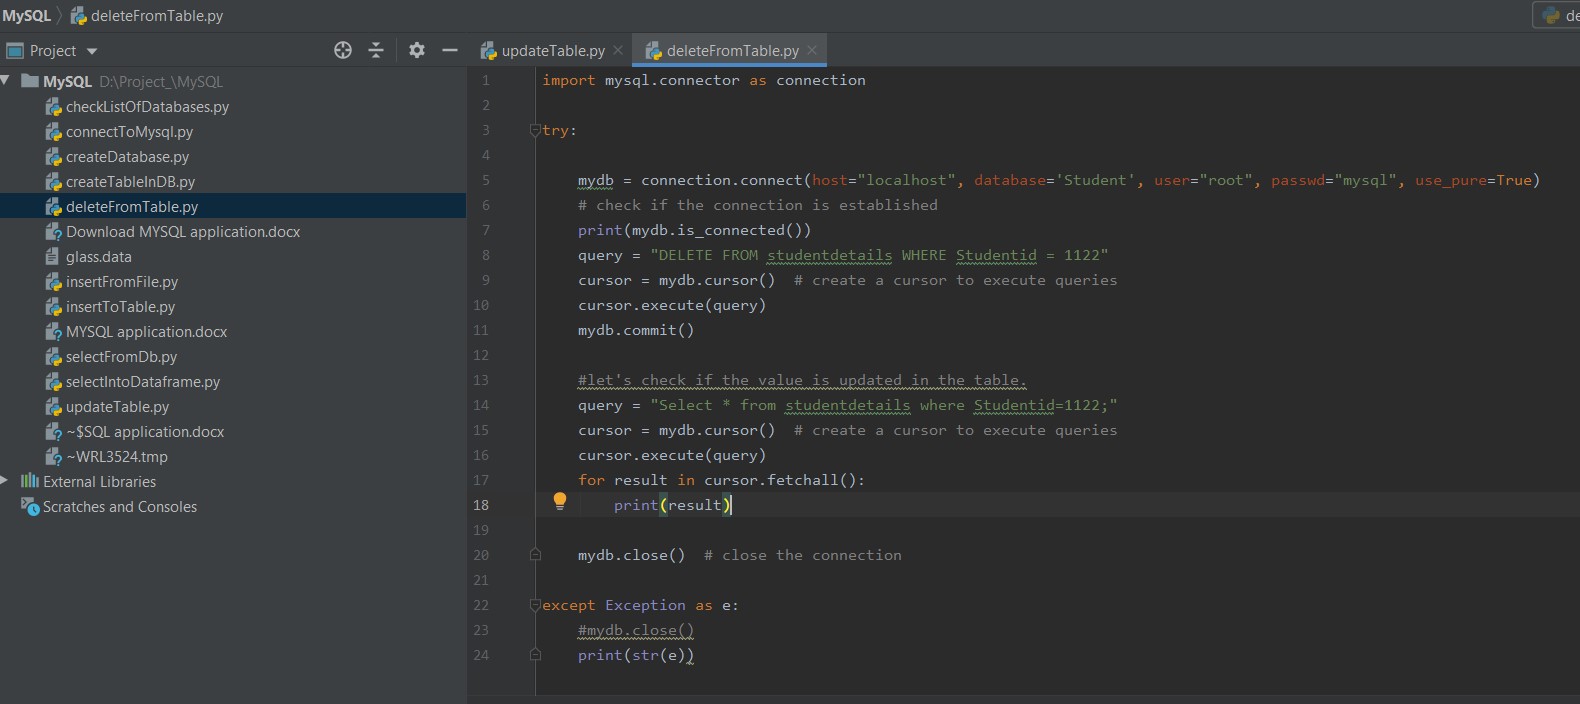 MySQL deleteFromTable.py
de
Project
updateTable.py deleteFromTable.py
MySQL D:\Project_\MySQL
checkListOfDatabases.py
connectToMysql.py
createDatabase.py
createTableInDB.py
deleteFromTable.py
Download MYSQL application.docx
glass.data
insertFromFile.py
insertToTable.py
MYSQL application.docx
selectFromDb.py
selectIntoDataframe.py
updateTable.py
~$SQL application.docx
~WRL3524.tmp
External Libraries
Scratches and Consoles
1 import mysql.connector as connection
2
3 try:
4
5 mydb = connection.connect(host="localhost", database='Student', user="root", passwd="mysql", use_pure=True)
6 # check if the connection is established
7 print(mydb.is_connected())
8 query = "DELETE FROM studentdetails WHERE Studentid = 1122"
9 cursor = mydb.cursor()  # create a cursor to execute queries
10 cursor.execute(query)
11 mydb.commit()
12
13 #let's check if the value is updated in the table.
14 query = "Select * from studentdetails where Studentid=1122;"
15 cursor = mydb.cursor()  # create a cursor to execute queries
16 cursor.execute(query)
17 for result in cursor.fetchall():
18 print(result)
19
20 mydb.close()  # close the connection
21
22 except Exception as e:
23 #mydb.close()
24 print(str(e))